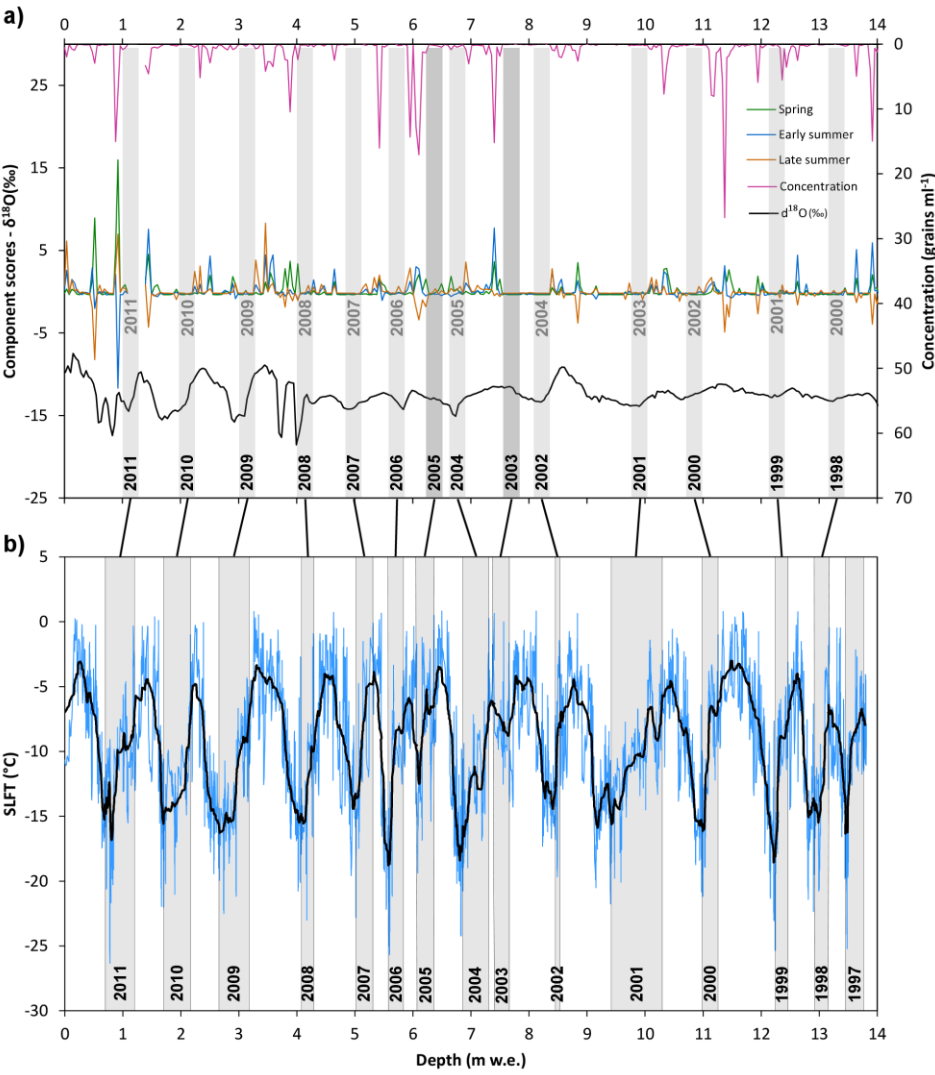 a)
0 1 2 3 4 5 6 7 8 9 10 11 12 13 14
25
15
5
-5
-15
-25
Component scores - δ¹⁸O(‰)
0
10
20
30
40
50
60
70
Concentration (grains ml⁻¹)
Spring
Early summer
Late summer
Concentration
d¹⁸O(‰)
2011 2010 2009 2008 2007 2006 2005 2004 2003 2002 2001 2000
2011 2010 2009 2008 2007 2006 2005 2004 2003 2002 2001 2000 1999 1998
b)
5
0
-5
-10
-15
-20
-25
-30
SLFT (°C)
2011 2010 2009 2008 2007 2006 2005 2004 2003 2002 2001 2000 1999 1998 1997
0 1 2 3 4 5 6 7 8 9 10 11 12 13 14
Depth (m w.e.)